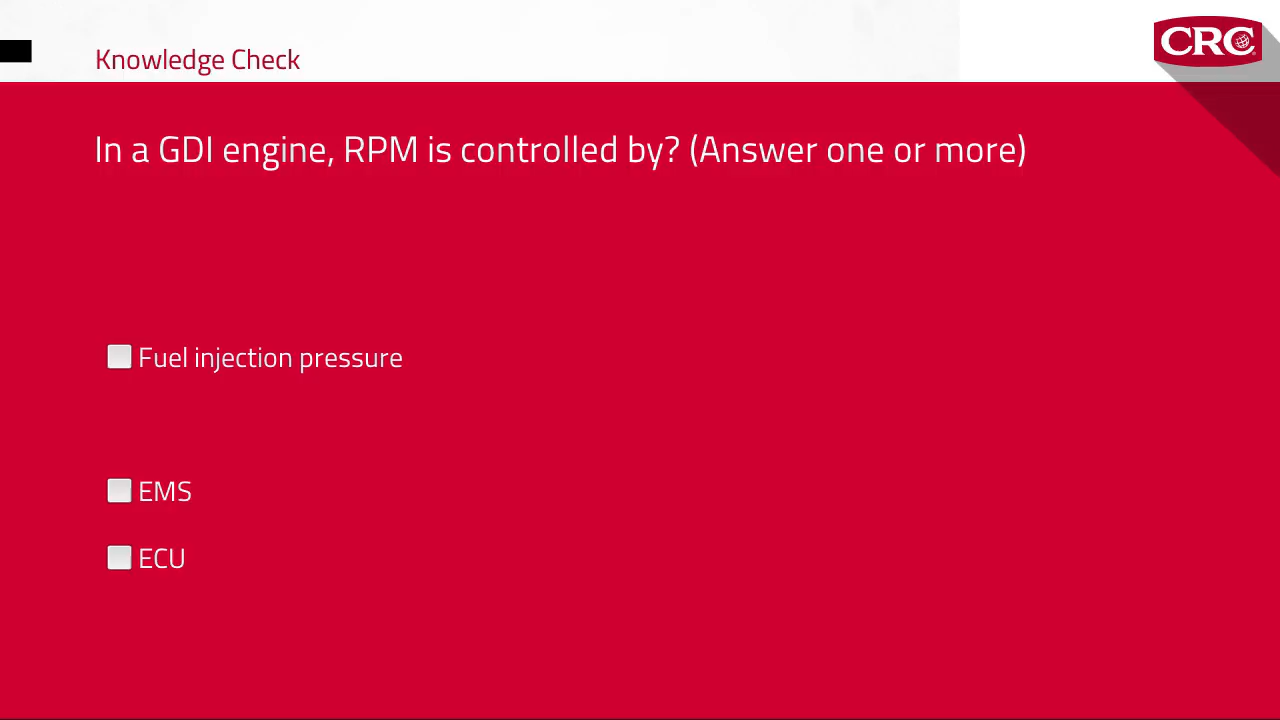 Knowledge Check
CRC
In a GDI engine, RPM is controlled by? (Answer one or more)
Fuel injection pressure
EMS
ECU